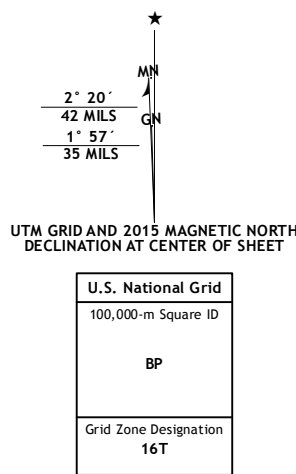 ★
MN
GN
2° 20´
42 MILS
1° 57´
35 MILS
UTM GRID AND 2015 MAGNETIC NORTH
DECLINATION AT CENTER OF SHEET
U.S. National Grid
100,000-m Square ID
BP
Grid Zone Designation
16T